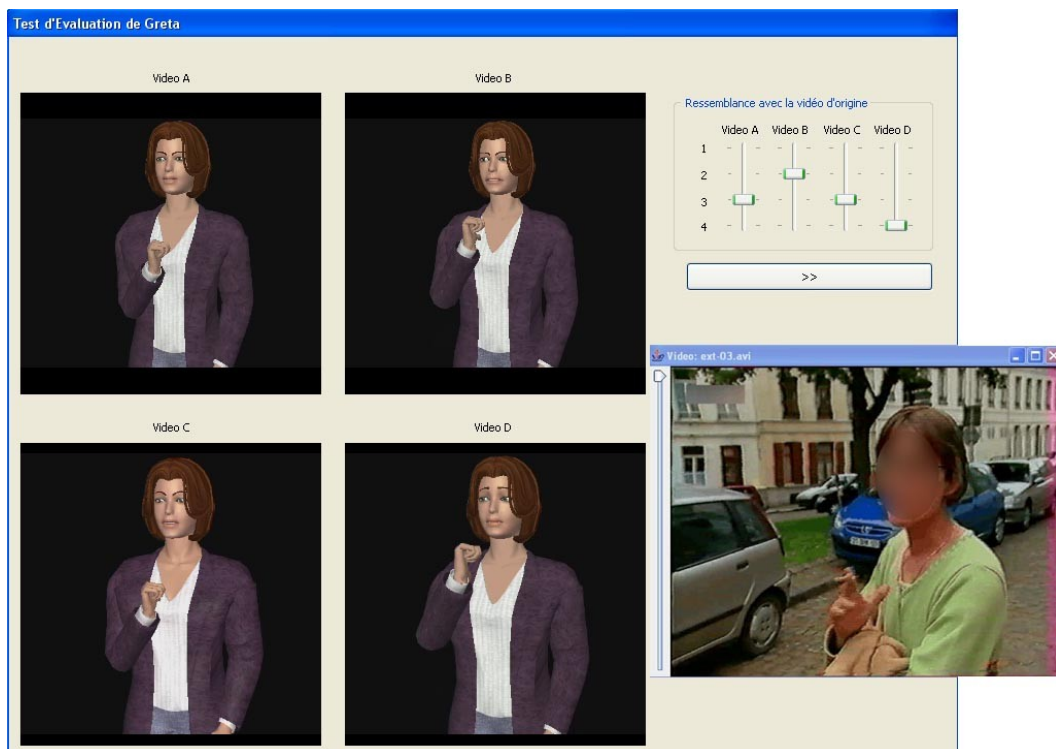 Test d'Evaluation de Greta
Video A
Video B
Ressemblance avec la vidéo d'origine
Video A Video B Video C Video D
1
2
3
4
>>
Video: ext-03.avi
Video C
Video D